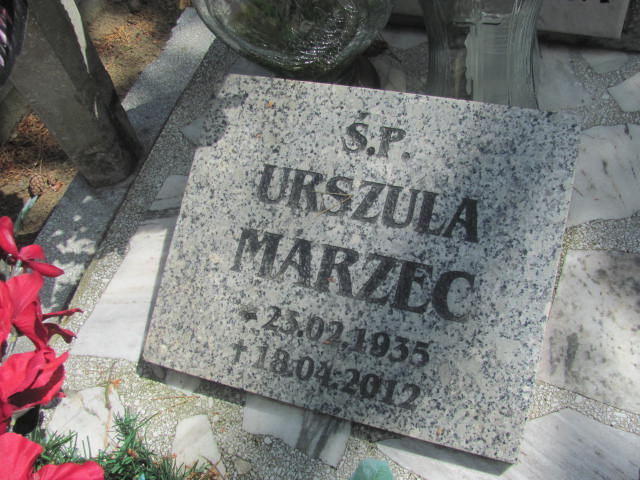 Ś.P.
URSZULA
MARZEC
* 23.02.1935
† 18.04.2012